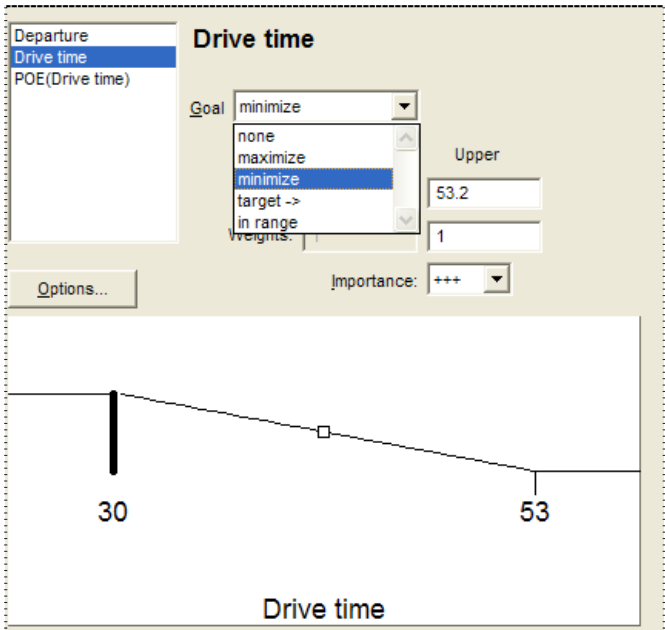 Departure
Drive time
POE(Drive time)
Drive time
Goal minimize
none
maximize
minimize
target ->
in range
Upper
53.2
Weights:
1
Importance: +++
Options...
30
53
Drive time